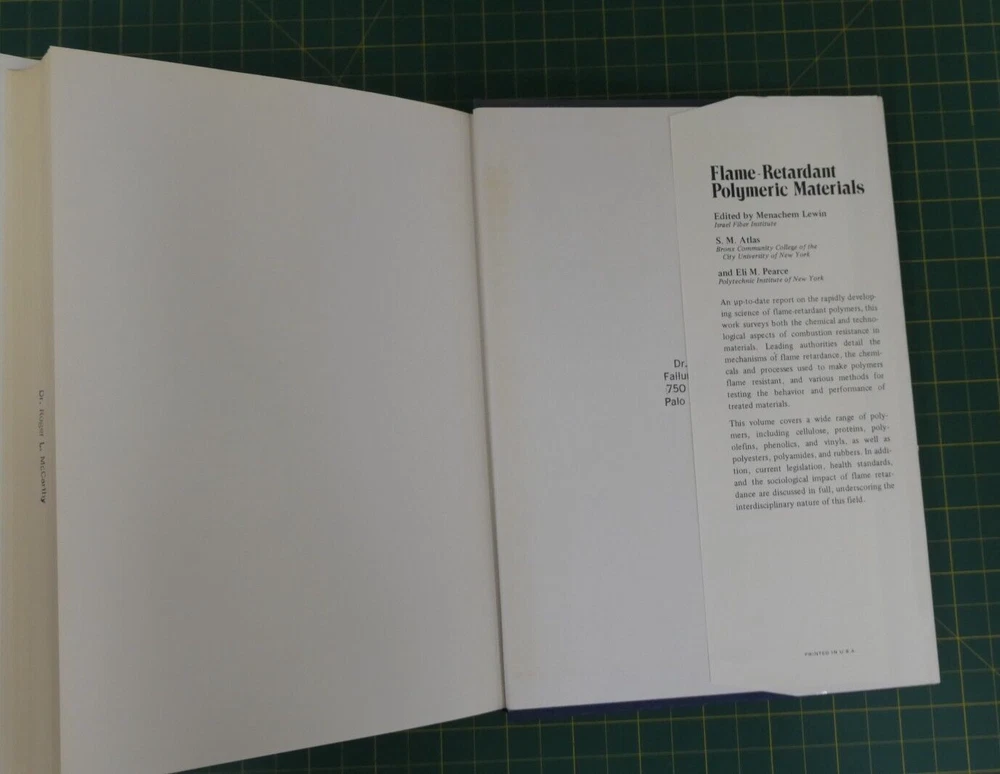 Dr. Roger L. McCarthy
Dr.
Failu
750
Palo
Flame-Retardant
Polymeric Materials
Edited by Menachem Lewin
Israel Fiber Institute
S. M. Atlas
Bronx Community College of the
City University of New York
and Eli M. Pearce
Polytechnic Institute of New York
An up-to-date report on the rapidly develop-
ing science of flame-retardant polymers, this
work surveys both the chemical and techno-
logical aspects of combustion resistance in
materials. Leading authorities detail the
mechanisms of flame retardance, the chemi-
cals and processes used to make polymers
flame resistant, and various methods for
testing the behavior and performance of
treated materials.
This volume covers a wide range of poly-
mers, including cellulose, proteins, poly-
olefins, phenolics, and vinyls, as well as
polyesters, polyamides, and rubbers. In addi-
tion, current legislation, health standards,
and the sociological impact of flame retar-
dance are discussed in full, underscoring the
interdisciplinary nature of this field.
PRINTED IN U.S.A.